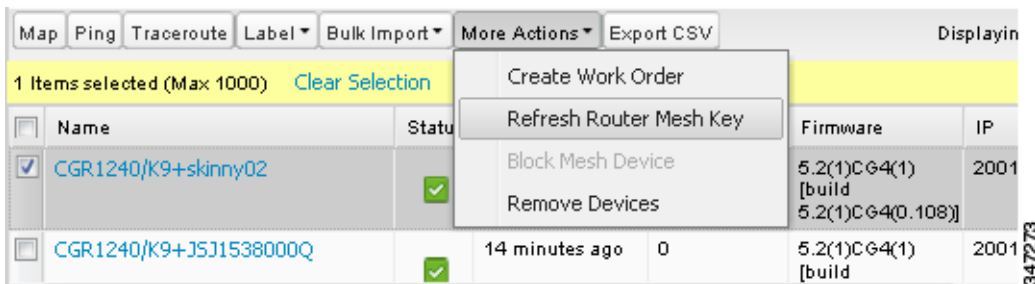 Map Ping Traceroute Label Bulk Import More Actions Export CSV Displayin
1 Items selected (Max 1000) Clear Selection
Create Work Order
Refresh Router Mesh Key
Block Mesh Device
Remove Devices
Name Statu Firmware IP
CGR1240/K9+skinny02 5.2(1)CG4(1) 2001
[build
5.2(1)CG4(0.108)]
CGR1240/K9+JSJ1538000Q 14 minutes ago 0 5.2(1)CG4(1) 2001
[build
347273